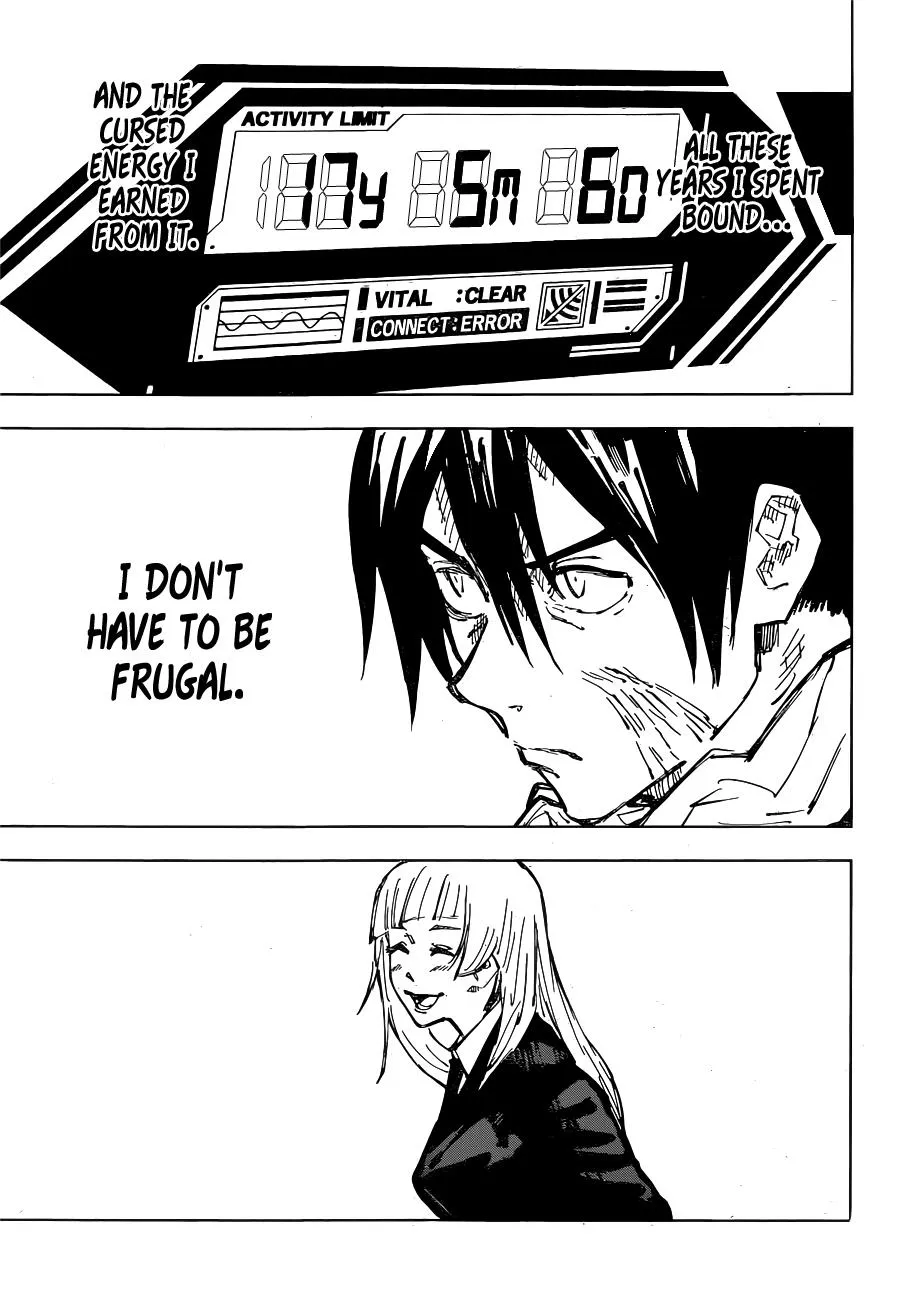 ALL THESE
YEARS I SPENT
BOUND...
ACTIVITY LIMIT
17y 5m 6D
VITAL :CLEAR
CONNECT:ERROR
AND THE
CURSED
ENERGY I
EARNED
FROM IT.
I DON'T
HAVE TO BE
FRUGAL.